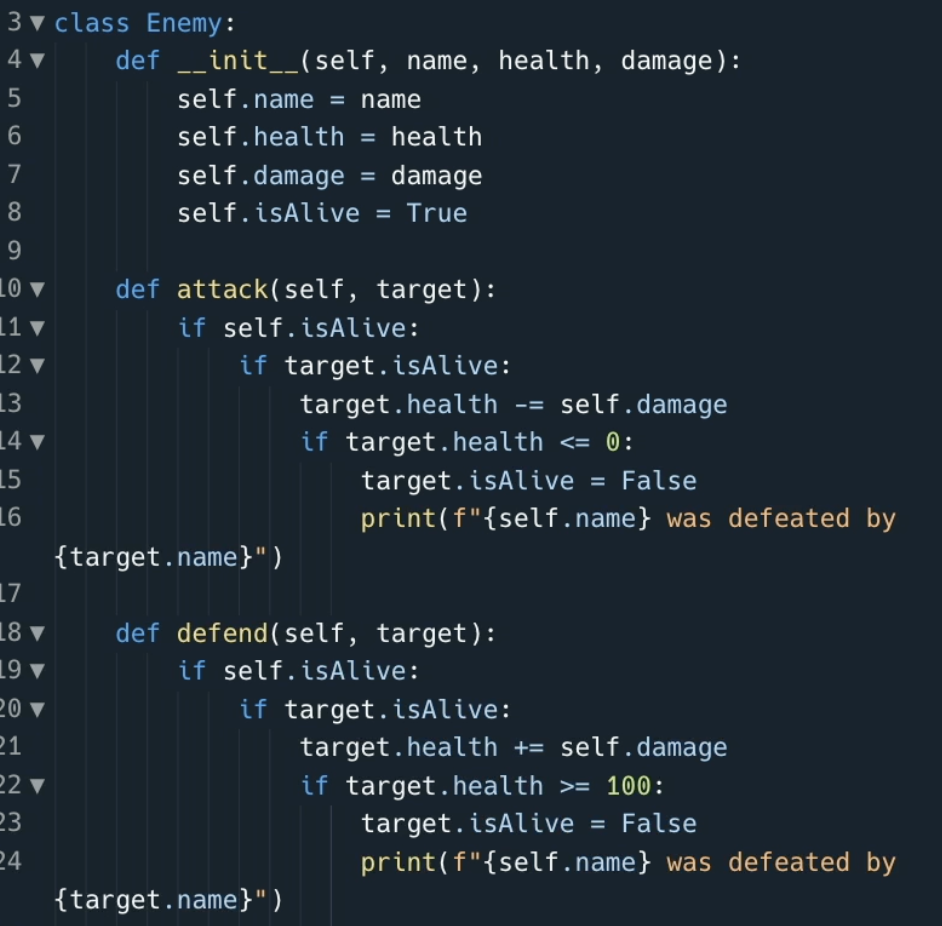 3 class Enemy:
4 def __init__(self, name, health, damage):
5 self.name = name
6 self.health = health
7 self.damage = damage
8 self.isAlive = True
9
10 def attack(self, target):
11 if self.isAlive:
12 if target.isAlive:
13 target.health -= self.damage
14 if target.health <= 0:
15 target.isAlive = False
16 print(f"{self.name} was defeated by
{target.name}")
17
18 def defend(self, target):
19 if self.isAlive:
20 if target.isAlive:
21 target.health += self.damage
22 if target.health >= 100:
23 target.isAlive = False
24 print(f"{self.name} was defeated by
{target.name}")